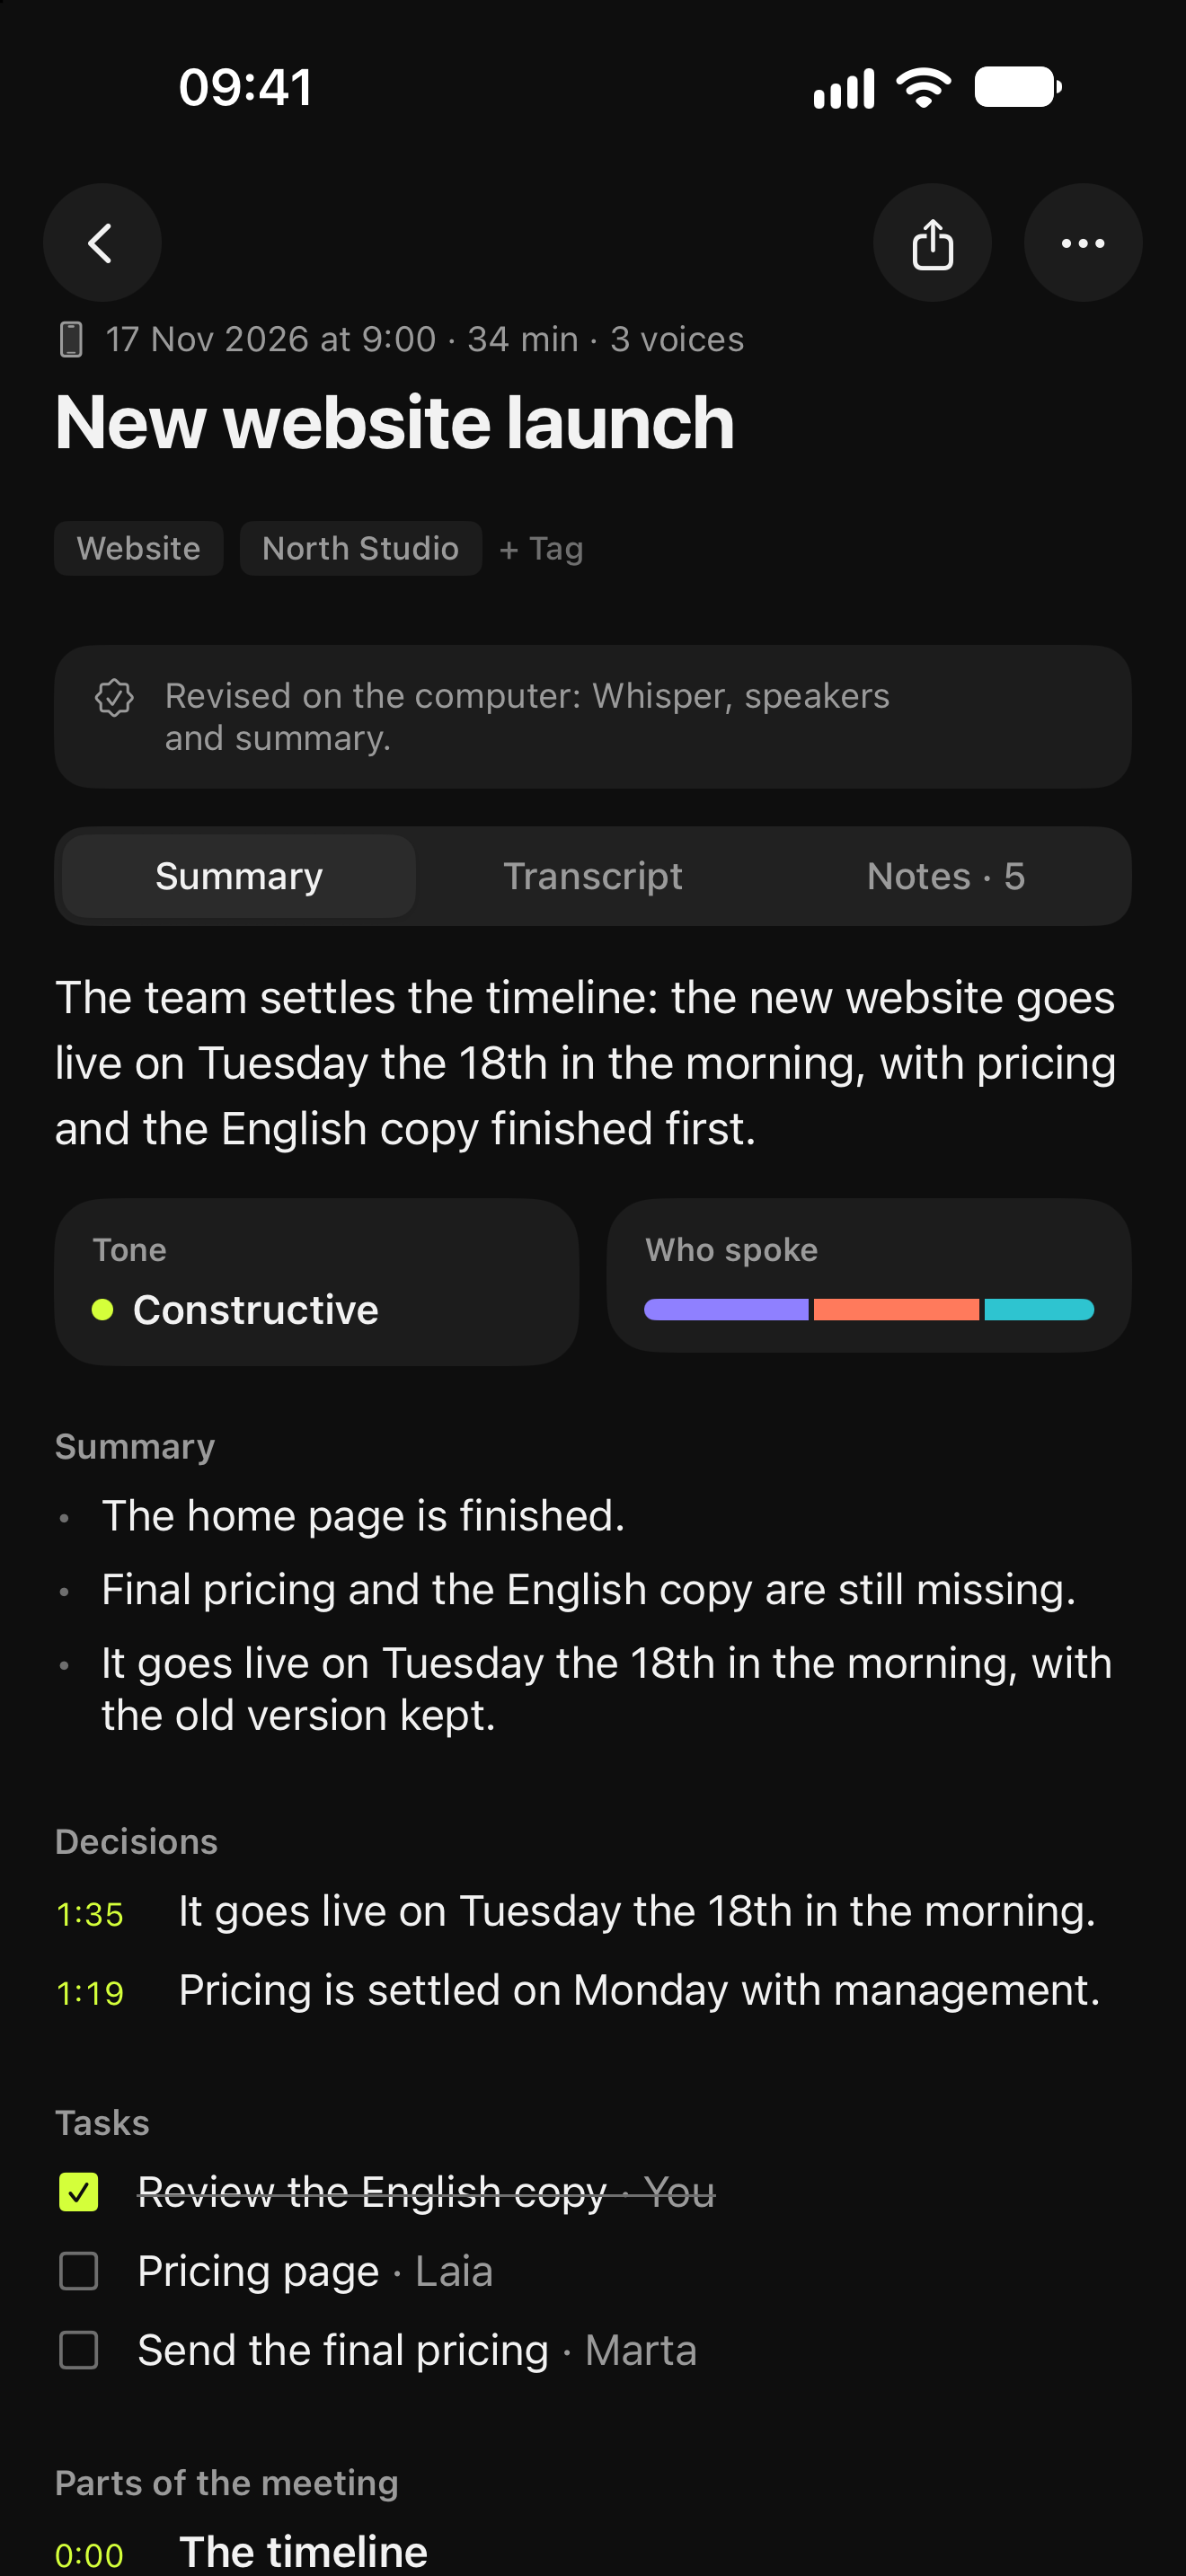 09:41
17 Nov 2026 at 9:00 · 34 min · 3 voices
New website launch
Website North Studio + Tag
Revised on the computer: Whisper, speakers
and summary.
Summary Transcript Notes · 5
The team settles the timeline: the new website goes
live on Tuesday the 18th in the morning, with pricing
and the English copy finished first.
Tone
Constructive
Who spoke
Summary
• The home page is finished.
• Final pricing and the English copy are still missing.
• It goes live on Tuesday the 18th in the morning, with
the old version kept.
Decisions
1:35 It goes live on Tuesday the 18th in the morning.
1:19 Pricing is settled on Monday with management.
Tasks
Review the English copy · You
Pricing page · Laia
Send the final pricing · Marta
Parts of the meeting
0:00 The timeline